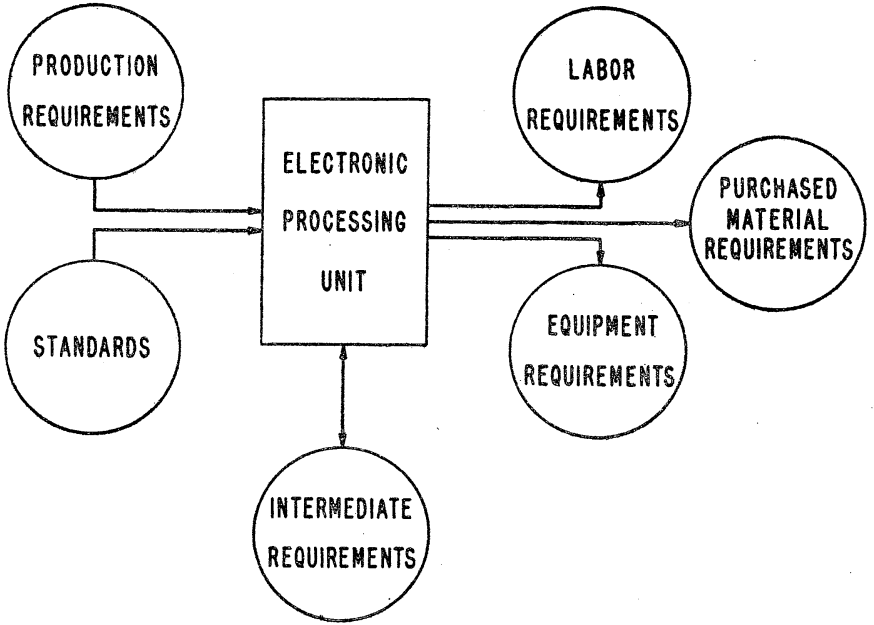 PRODUCTION
REQUIREMENTS
STANDARDS
ELECTRONIC
PROCESSING
UNIT
INTERMEDIATE
REQUIREMENTS
LABOR
REQUIREMENTS
PURCHASED
MATERIAL
REQUIREMENTS
EQUIPMENT
REQUIREMENTS